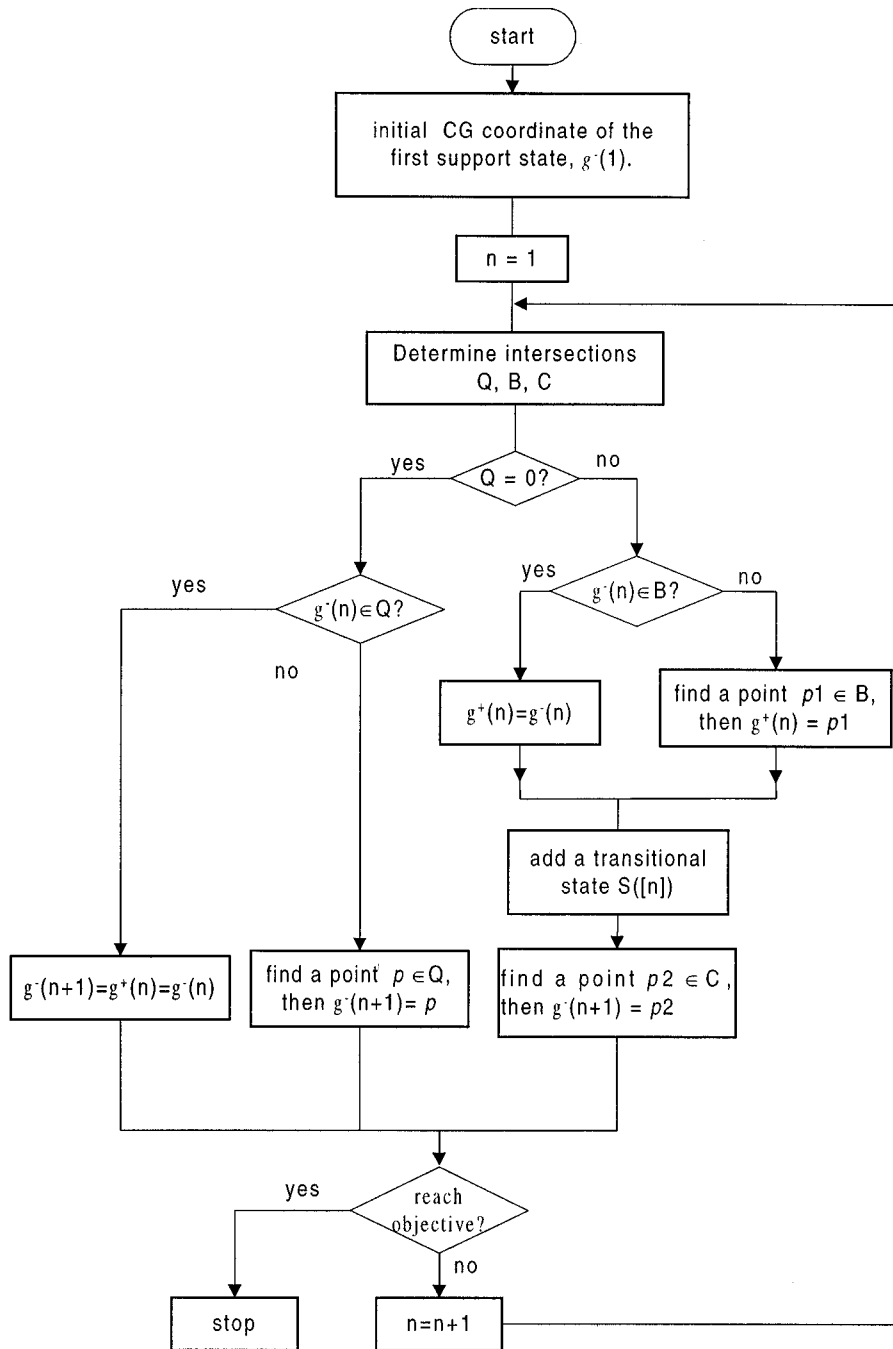 start
initial CG coordinate of the
first support state, g⁻(1).
n = 1
Determine intersections
Q, B, C
yes
Q = 0?
no
yes
g⁻(n)∈Q?
no
yes
g⁻(n)∈B?
no
g⁺(n)=g⁻(n)
find a point p1 ∈ B,
then g⁺(n) = p1
add a transitional
state S([n])
g⁻(n+1)=g⁺(n)=g⁻(n)
find a point p ∈Q,
then g⁻(n+1)= p
find a point p2 ∈ C,
then g⁻(n+1) = p2
yes
reach
objective?
no
stop
n=n+1